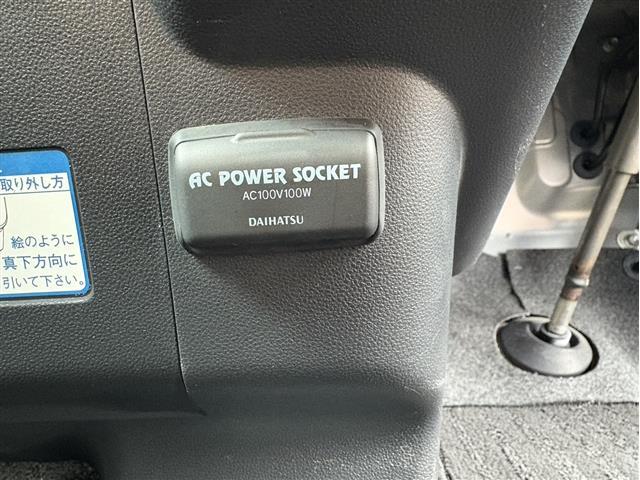 取り外し方
絵のように
真下方向に
引いて下さい。
AC POWER SOCKET
AC100V100W
DAIHATSU